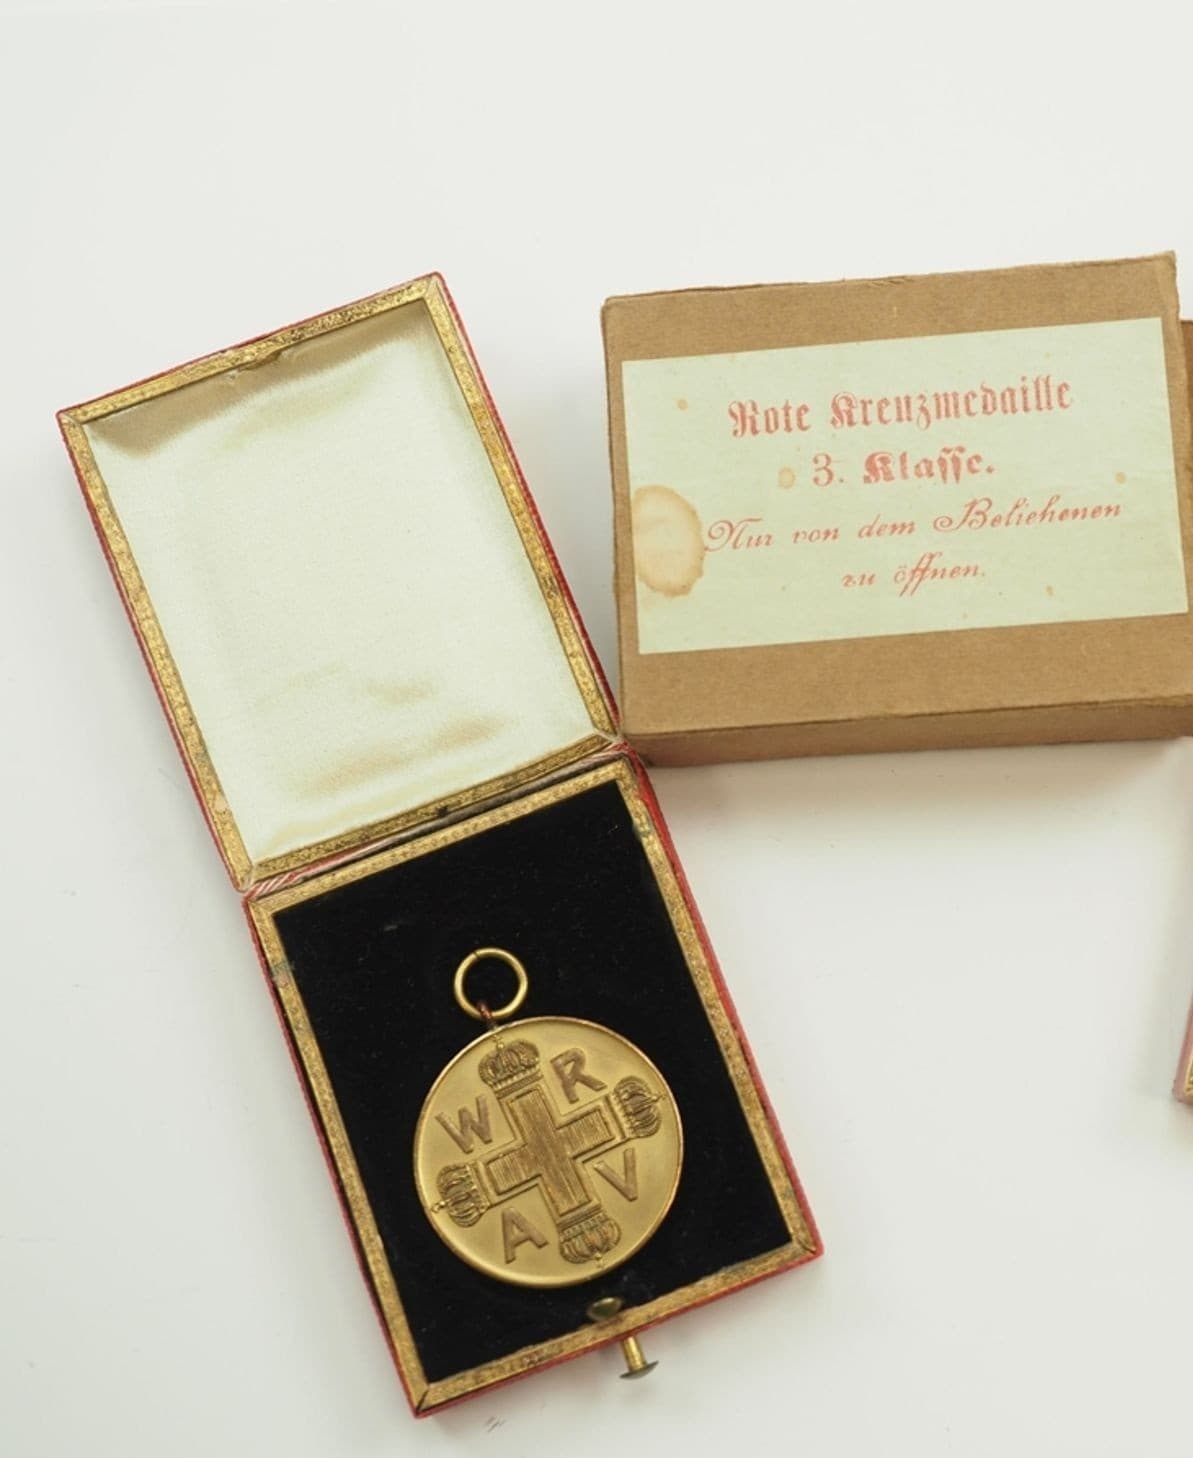 Rote Kreuzmedaille
3. Klasse.
Nur von dem Beliehenen
zu öffnen.
W R
A V